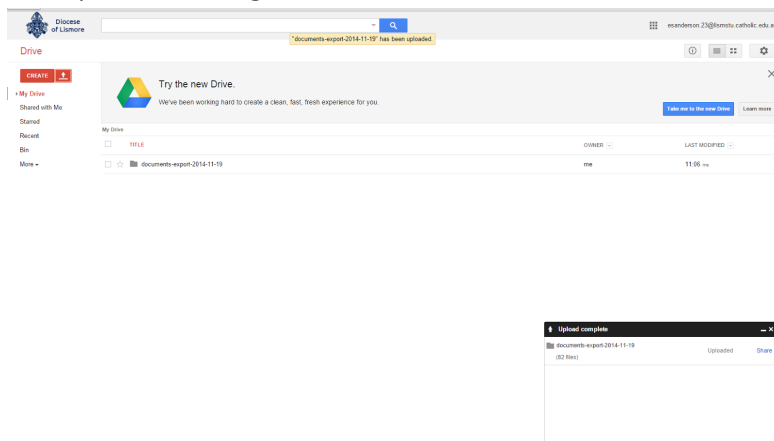 Diocese
of Lismore
"documents-export-2014-11-19" has been uploaded.
esanderson.23@lismstu.catholic.edu.a
Drive
CREATE
My Drive
Shared with Me
Starred
Recent
Bin
More
Try the new Drive.
We've been working hard to create a clean, fast, fresh experience for you.
Take me to the new Drive Learn more
My Drive
TITLE OWNER LAST MODIFIED
documents-export-2014-11-19 me 11:06 me
Upload complete
documents-export-2014-11-19 Uploaded Share
(82 files)